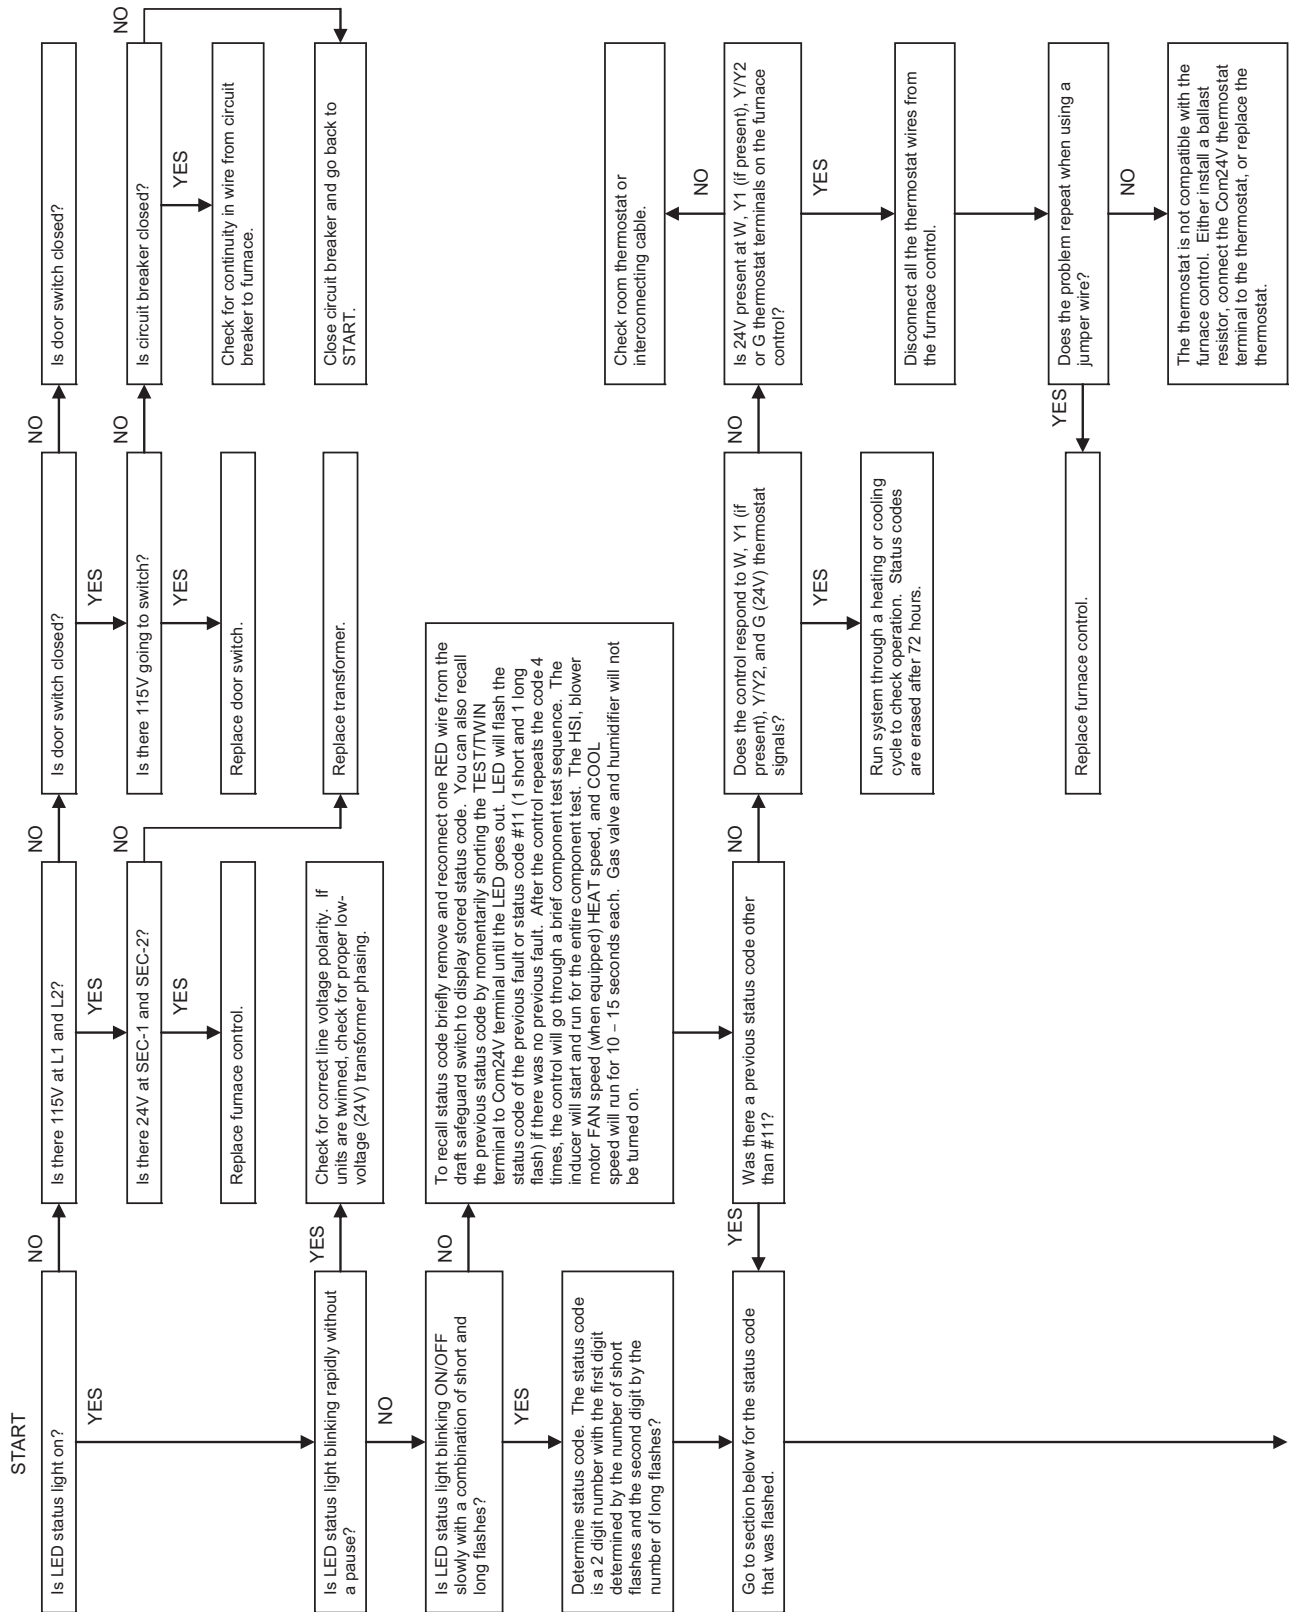 START
Is LED status light on?
NO
YES
Is there 115V at L1 and L2?
NO
YES
Is door switch closed?
NO
YES
Is door switch closed?
Is there 24V at SEC-1 and SEC-2?
NO
YES
Is there 115V going to switch?
NO
YES
Is circuit breaker closed?
NO
YES
Replace furnace control.
Replace door switch.
Check for continuity in wire from circuit
breaker to furnace.
Is LED status light blinking rapidly without
a pause?
YES
NO
Check for correct line voltage polarity.  If
units are twinned, check for proper low-
voltage (24V) transformer phasing.
Replace transformer.
Close circuit breaker and go back to
START.
Is LED status light blinking ON/OFF
slowly with a combination of short and
long flashes?
NO
YES
To recall status code briefly remove and reconnect one RED wire from the
draft safeguard switch to display stored status code.  You can also recall
the previous status code by momentarily shorting the TEST/TWIN
terminal to Com24V terminal until the LED goes out.  LED will flash the
status code of the previous fault or status code #11 (1 short and 1 long
flash) if there was no previous fault.  After the control repeats the code 4
times, the control will go through a brief component test sequence.  The
inducer will start and run for the entire component test.  The HSI, blower
motor FAN speed (when equipped) HEAT speed, and COOL
speed will run for 10 – 15 seconds each.  Gas valve and humidifier will not
be turned on.
Determine status code.  The status code
is a 2 digit number with the first digit
determined by the number of short
flashes and the second digit by the
number of long flashes?
Check room thermostat or
interconnecting cable.
NO
Go to section below for the status code
that was flashed.
YES
Was there a previous status code other
than #11?
NO
Does the control respond to W, Y1 (if
present), Y/Y2, and G (24V) thermostat
signals?
NO
YES
Is 24V present at W, Y1 (if present), Y/Y2
or G thermostat terminals on the furnace
control?
YES
Run system through a heating or cooling
cycle to check operation.  Status codes
are erased after 72 hours.
Disconnect all the thermostat wires from
the furnace control.
Replace furnace control.
YES
Does the problem repeat when using a
jumper wire?
NO
The thermostat is not compatible with the
furnace control.  Either install a ballast
resistor, connect the Com24V thermostat
terminal to the thermostat, or replace the
thermostat.